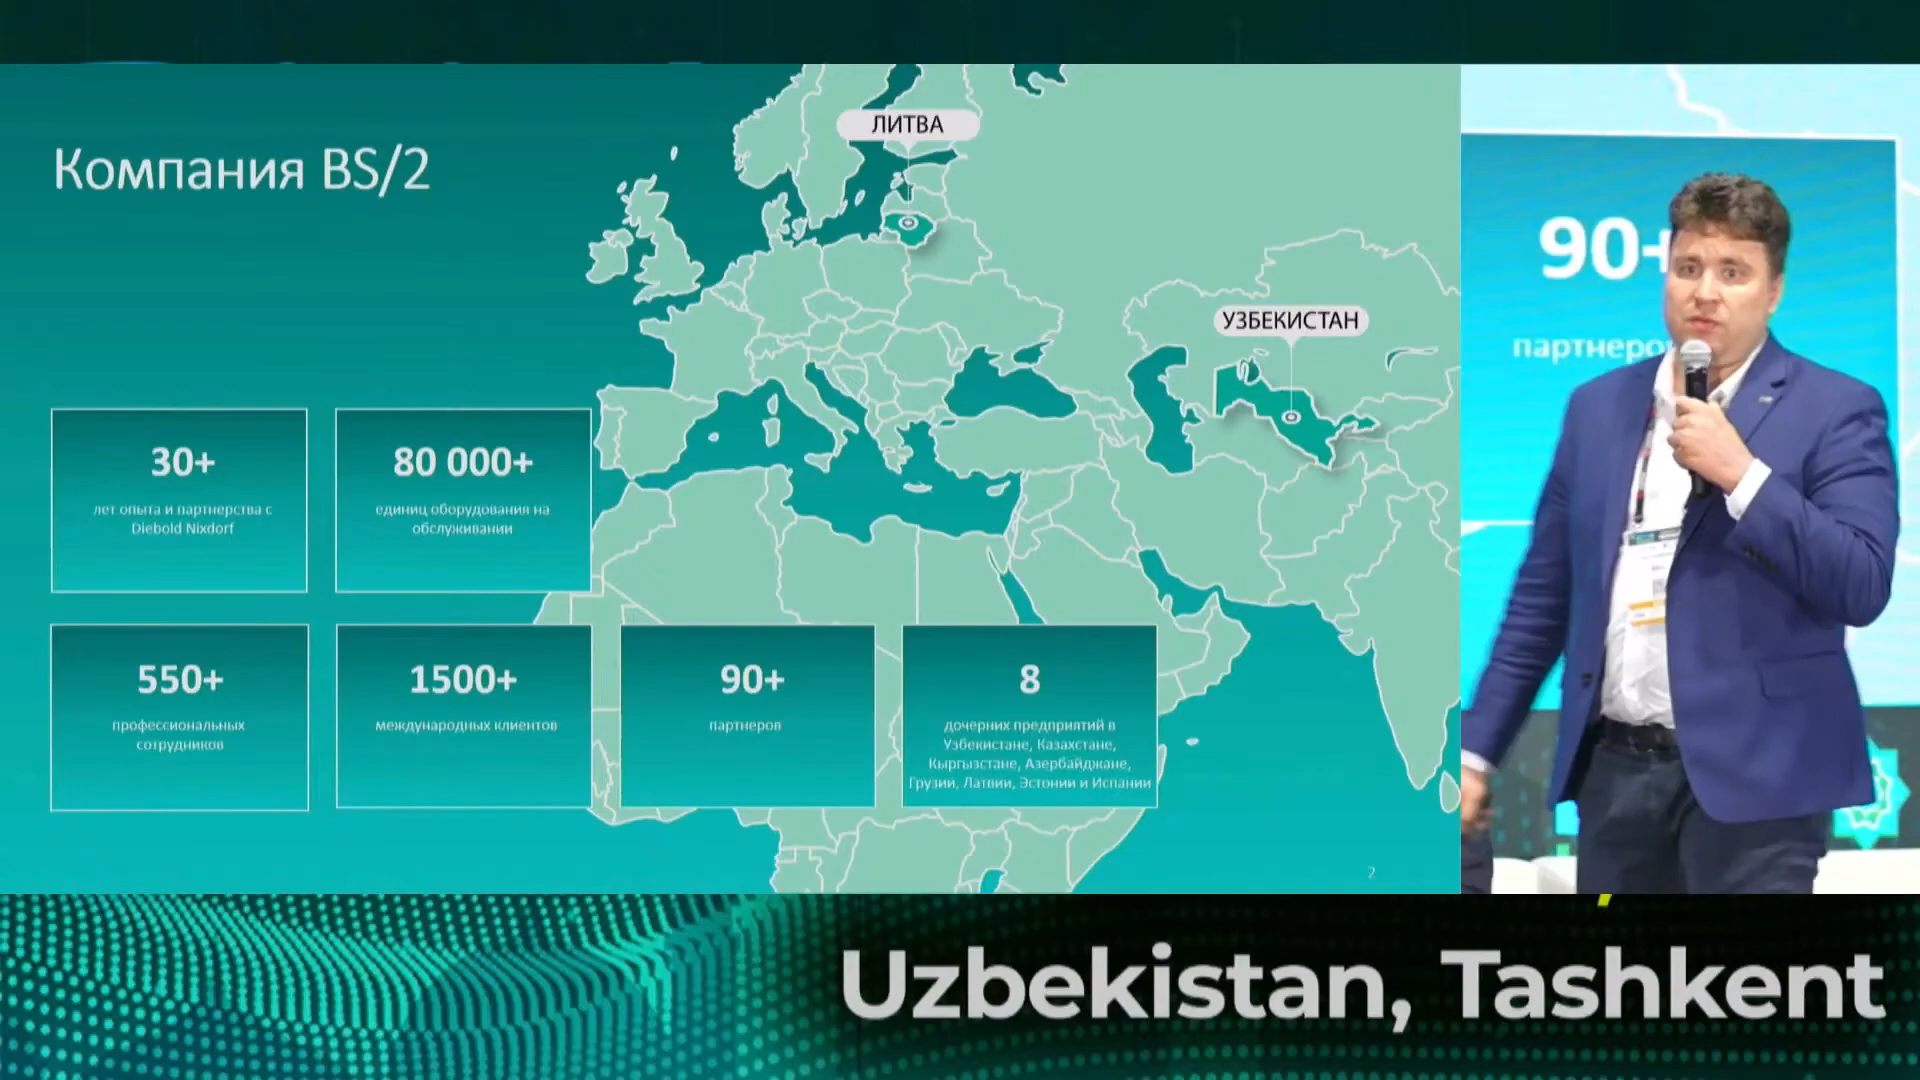 ЛИТВА
Компания BS/2
УЗБЕКИСТАН
30+
лет опыта и партнерства с
Diebold Nixdorf
80 000+
единиц оборудования на
обслуживании
550+
профессиональных
сотрудников
1500+
международных клиентов
90+
партнеров
8
дочерних предприятий в
Узбекистане, Казахстане,
Кыргызстане, Азербайджане,
Грузии, Латвии, Эстонии и Испании
2
90+
партнеро
Uzbekistan, Tashkent